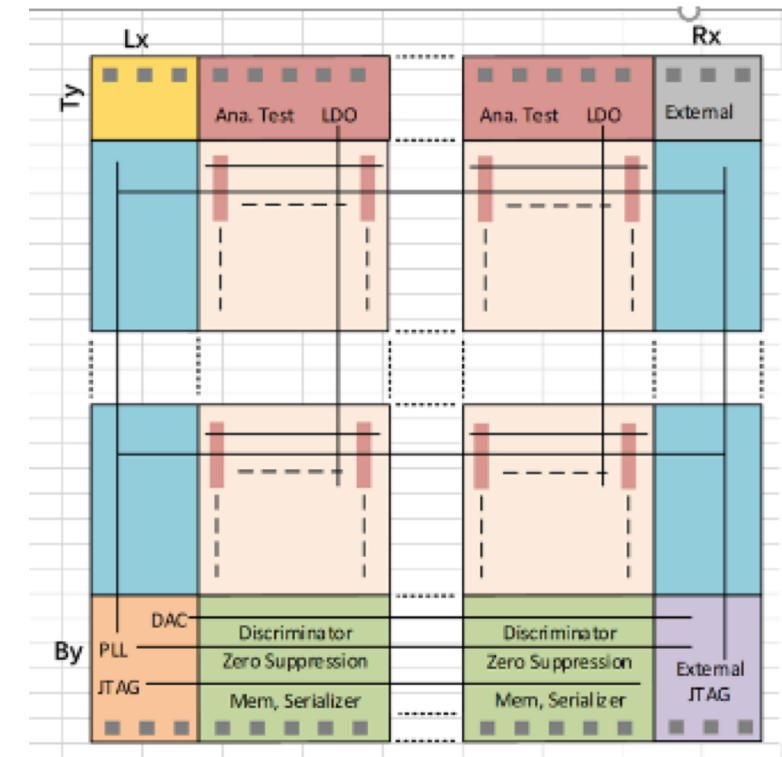 Lx
Rx
Ty
Ana. Test LDO
Ana. Test LDO
External
DAC
PLL
JTAG
By
Discriminator
Zero Suppression
Mem, Serializer
Discriminator
Zero Suppression
Mem, Serializer
External
JTAG